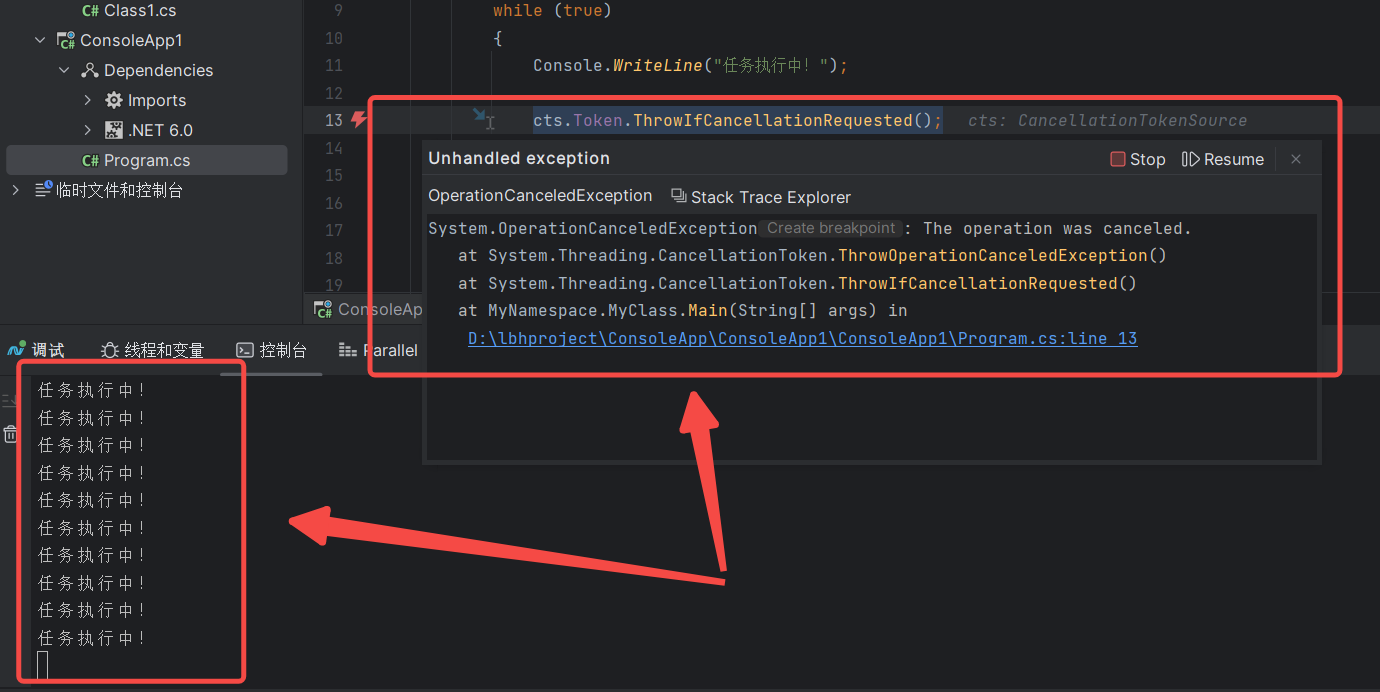 Class1.cs
ConsoleApp1
Dependencies
Imports
.NET 6.0
Program.cs
临时文件和控制台
9 while (true)
10 {
11 Console.WriteLine("任务执行中！");
12
13 cts.Token.ThrowIfCancellationRequested(); cts: CancellationTokenSource
14
15
16
17
18
19
Unhandled exception Stop Resume
OperationCanceledException Stack Trace Explorer
System.OperationCanceledException Create breakpoint : The operation was canceled.
at System.Threading.CancellationToken.ThrowOperationCanceledException()
at System.Threading.CancellationToken.ThrowIfCancellationRequested()
at MyNamespace.MyClass.Main(String[] args) in
D:\lbhproject\ConsoleApp\ConsoleApp1\ConsoleApp1\Program.cs:line 13
ConsoleAp
调试 线程和变量 控制台 Parallel
任务执行中！
任务执行中！
任务执行中！
任务执行中！
任务执行中！
任务执行中！
任务执行中！
任务执行中！
任务执行中！
任务执行中！